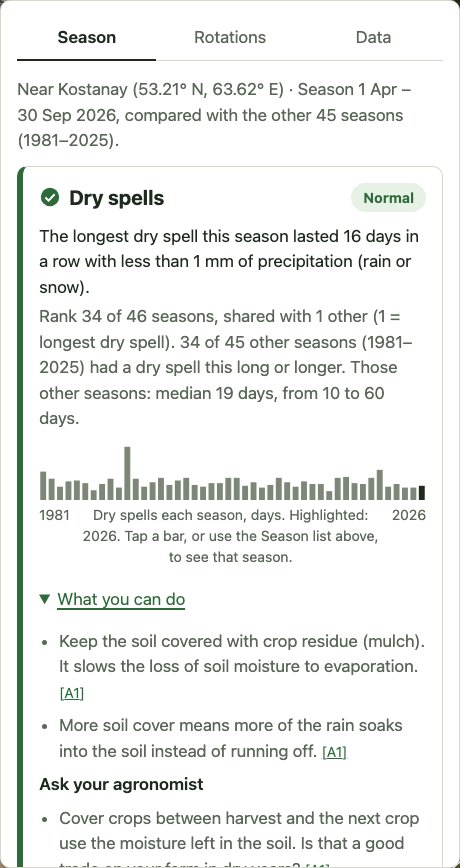 Season
Rotations
Data
Near Kostanay (53.21° N, 63.62° E) · Season 1 Apr –
30 Sep 2026, compared with the other 45 seasons
(1981–2025).
Dry spells
Normal
The longest dry spell this season lasted 16 days in
a row with less than 1 mm of precipitation (rain or
snow).
Rank 34 of 46 seasons, shared with 1 other (1 =
longest dry spell). 34 of 45 other seasons (1981–
2025) had a dry spell this long or longer. Those
other seasons: median 19 days, from 10 to 60
days.
1981
Dry spells each season, days. Highlighted:
2026. Tap a bar, or use the Season list above,
to see that season.
2026
▼ What you can do
• Keep the soil covered with crop residue (mulch).
It slows the loss of soil moisture to evaporation.
[A1]
• More soil cover means more of the rain soaks
into the soil instead of running off. [A1]
Ask your agronomist
• Cover crops between harvest and the next crop
use the moisture left in the soil. Is that a good